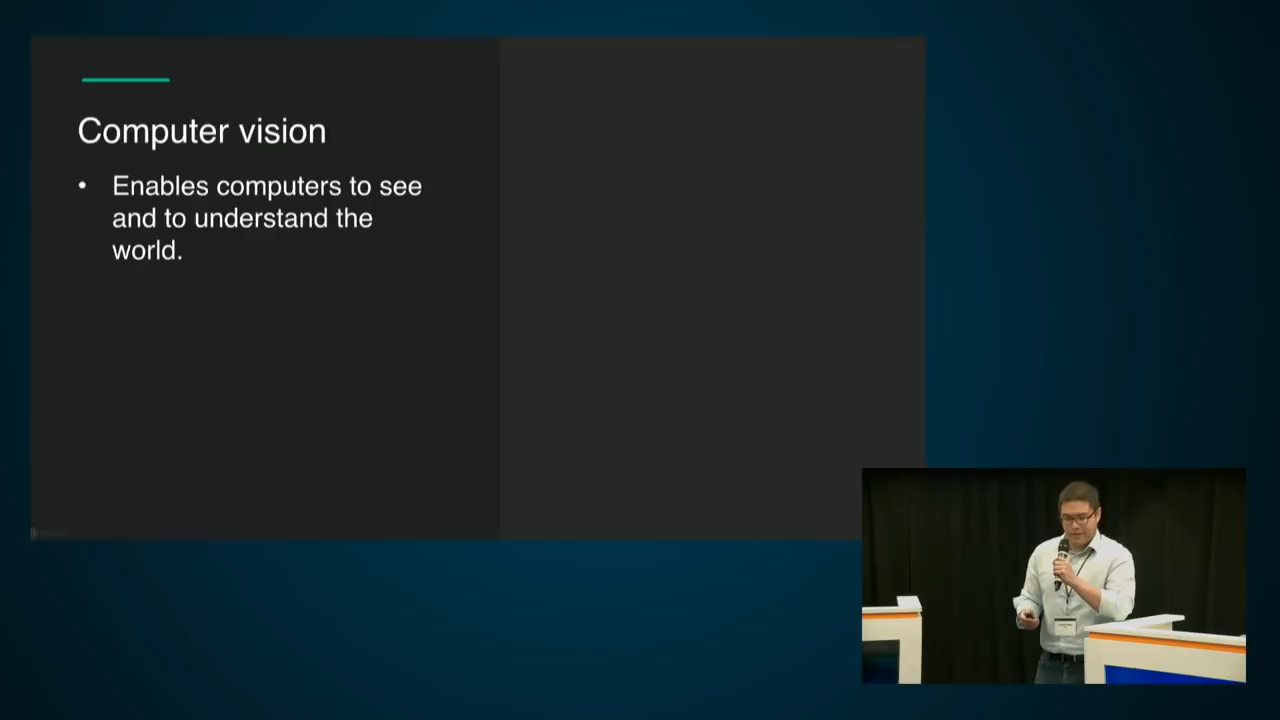 Computer vision
• Enables computers to see
and to understand the
world.